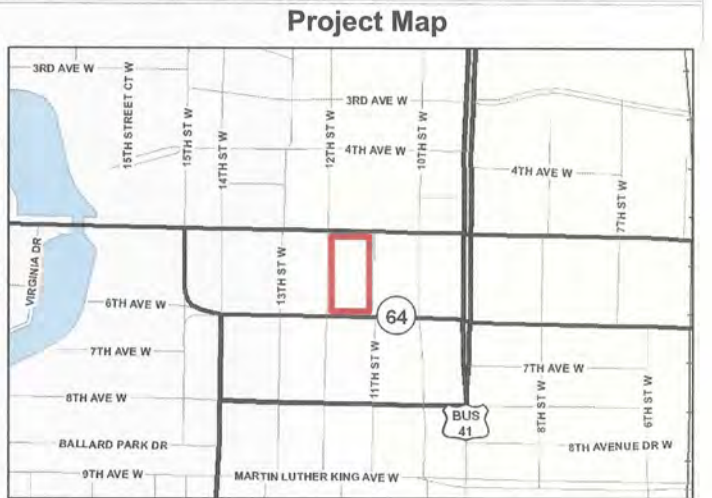 Project Map
3RD AVE W
15TH STREET CT W
15TH ST W
14TH ST W
12TH ST W
3RD AVE W
10TH ST W
4TH AVE W
4TH AVE W
77H ST W
VIRGINIA DR
13TH ST W
6TH AVE W
64
7TH AVE W
11TH ST W
7TH AVE W
8TH AVE W
BUS
41
8TH ST W
6TH ST W
BALLARD PARK DR
8TH AVENUE DR W
9TH AVE W
MARTIN LUTHER KING AVE W